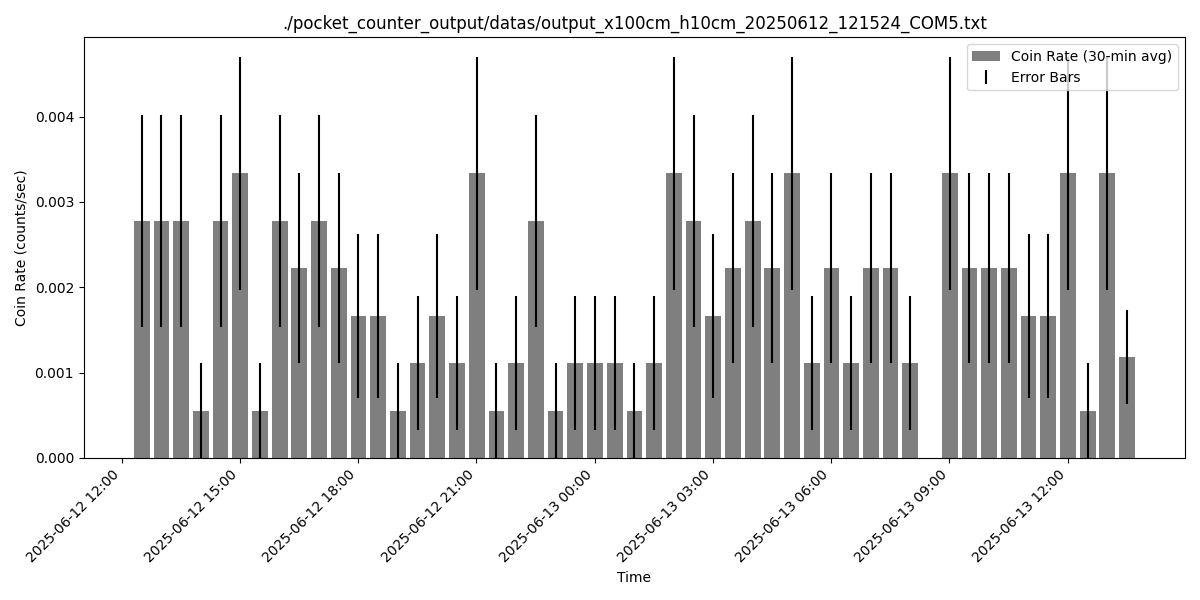 ./pocket_counter_output/datas/output_x100cm_h10cm_20250612_121524_COM5.txt
Coin Rate (30-min avg)
Error Bars
Coin Rate (counts/sec)
0.004
0.003
0.002
0.001
0.000
2025-06-12 12:00
2025-06-12 15:00
2025-06-12 18:00
2025-06-12 21:00
2025-06-13 00:00
2025-06-13 03:00
2025-06-13 06:00
2025-06-13 09:00
2025-06-13 12:00
Time